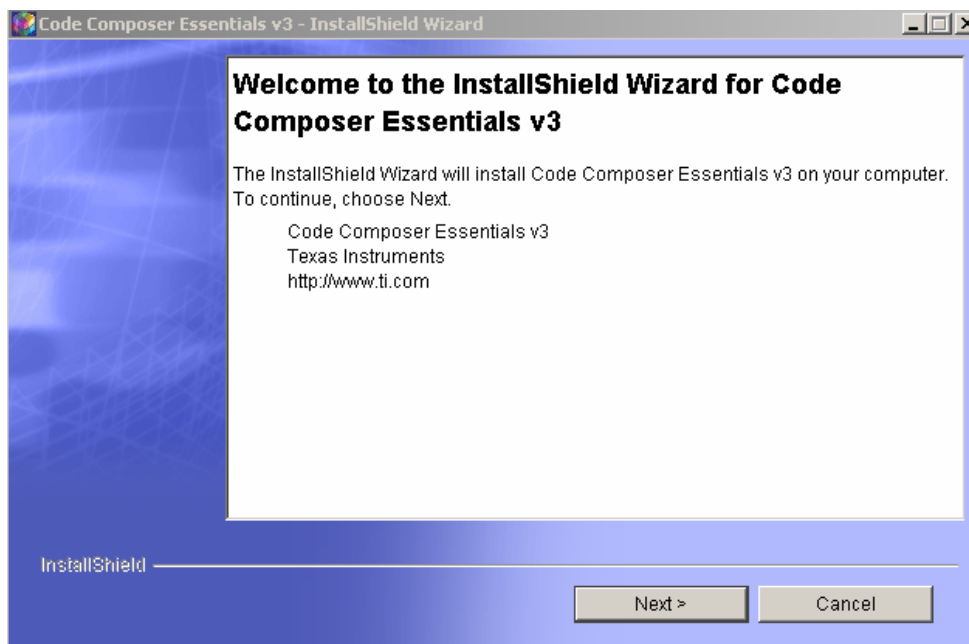 Code Composer Essentials v3 - InstallShield Wizard
Welcome to the InstallShield Wizard for Code
Composer Essentials v3
The InstallShield Wizard will install Code Composer Essentials v3 on your computer.
To continue, choose Next.
Code Composer Essentials v3
Texas Instruments
http://www.ti.com
InstallShield
Next >
Cancel